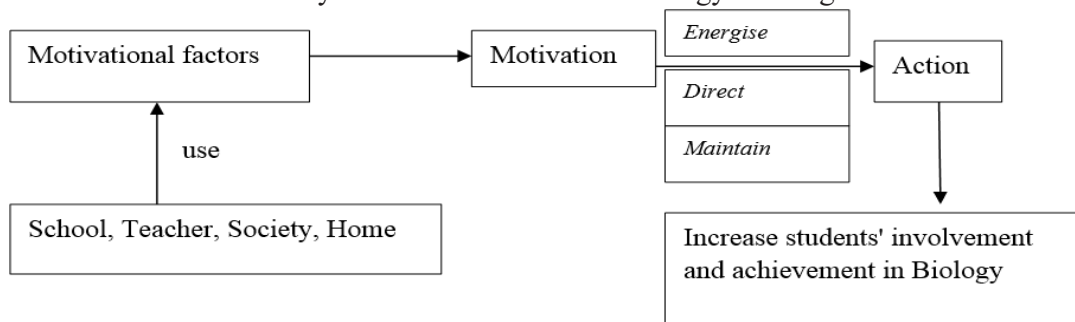 Energise
Motivational factors
Motivation
Action
Direct
use
Maintain
School, Teacher, Society, Home
Increase students' involvement
and achievement in Biology